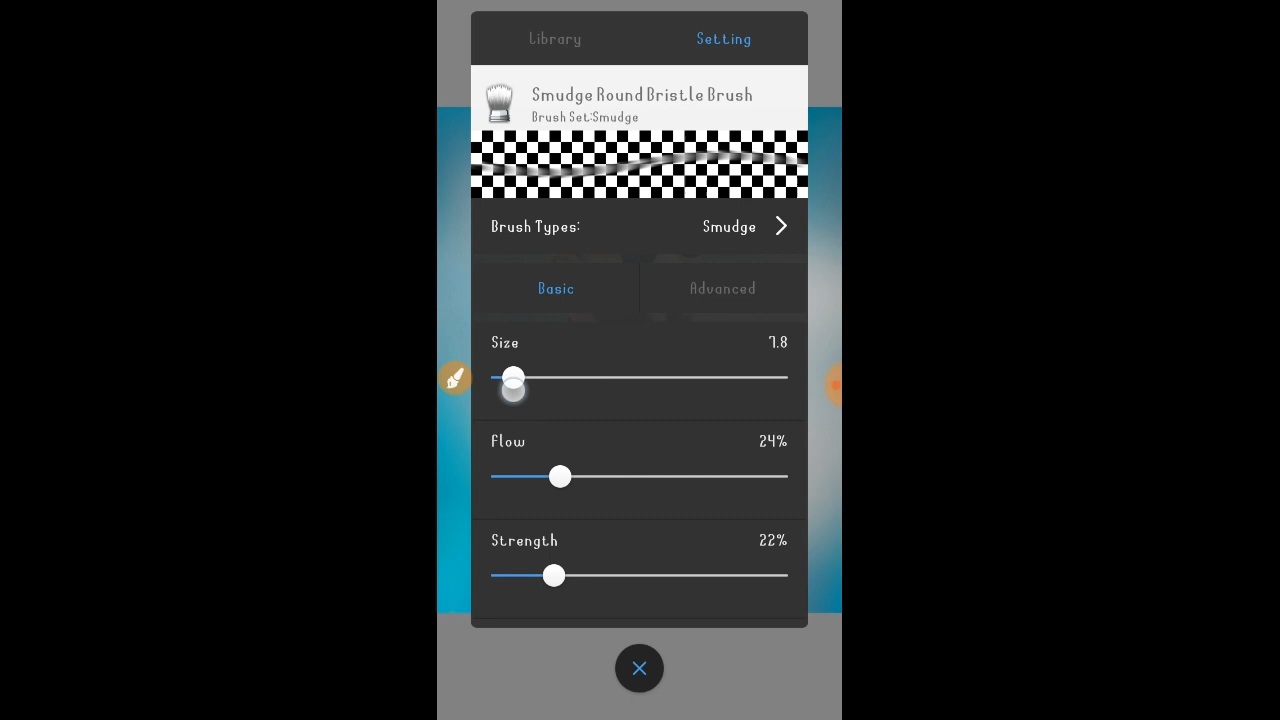 Library Setting
Smudge Round Bristle Brush
Brush Set:Smudge
Brush Types: Smudge
Basic Advanced
Size 7.8
Flow 24%
Strength 22%